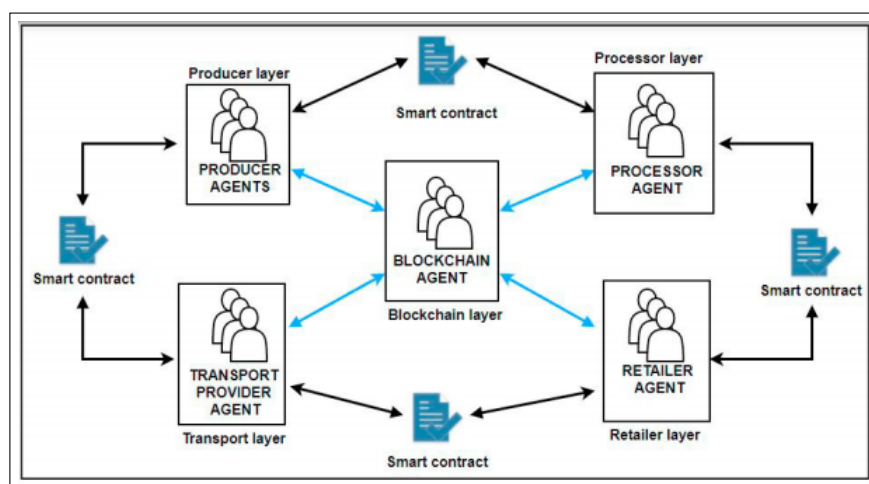 Producer layer
Processor layer
Smart contract
PRODUCER
AGENTS
PROCESSOR
AGENT
BLOCKCHAIN
AGENT
Smart contract
Smart contract
Blockchain layer
TRANSPORT
PROVIDER
AGENT
RETAILER
AGENT
Transport layer
Retailer layer
Smart contract